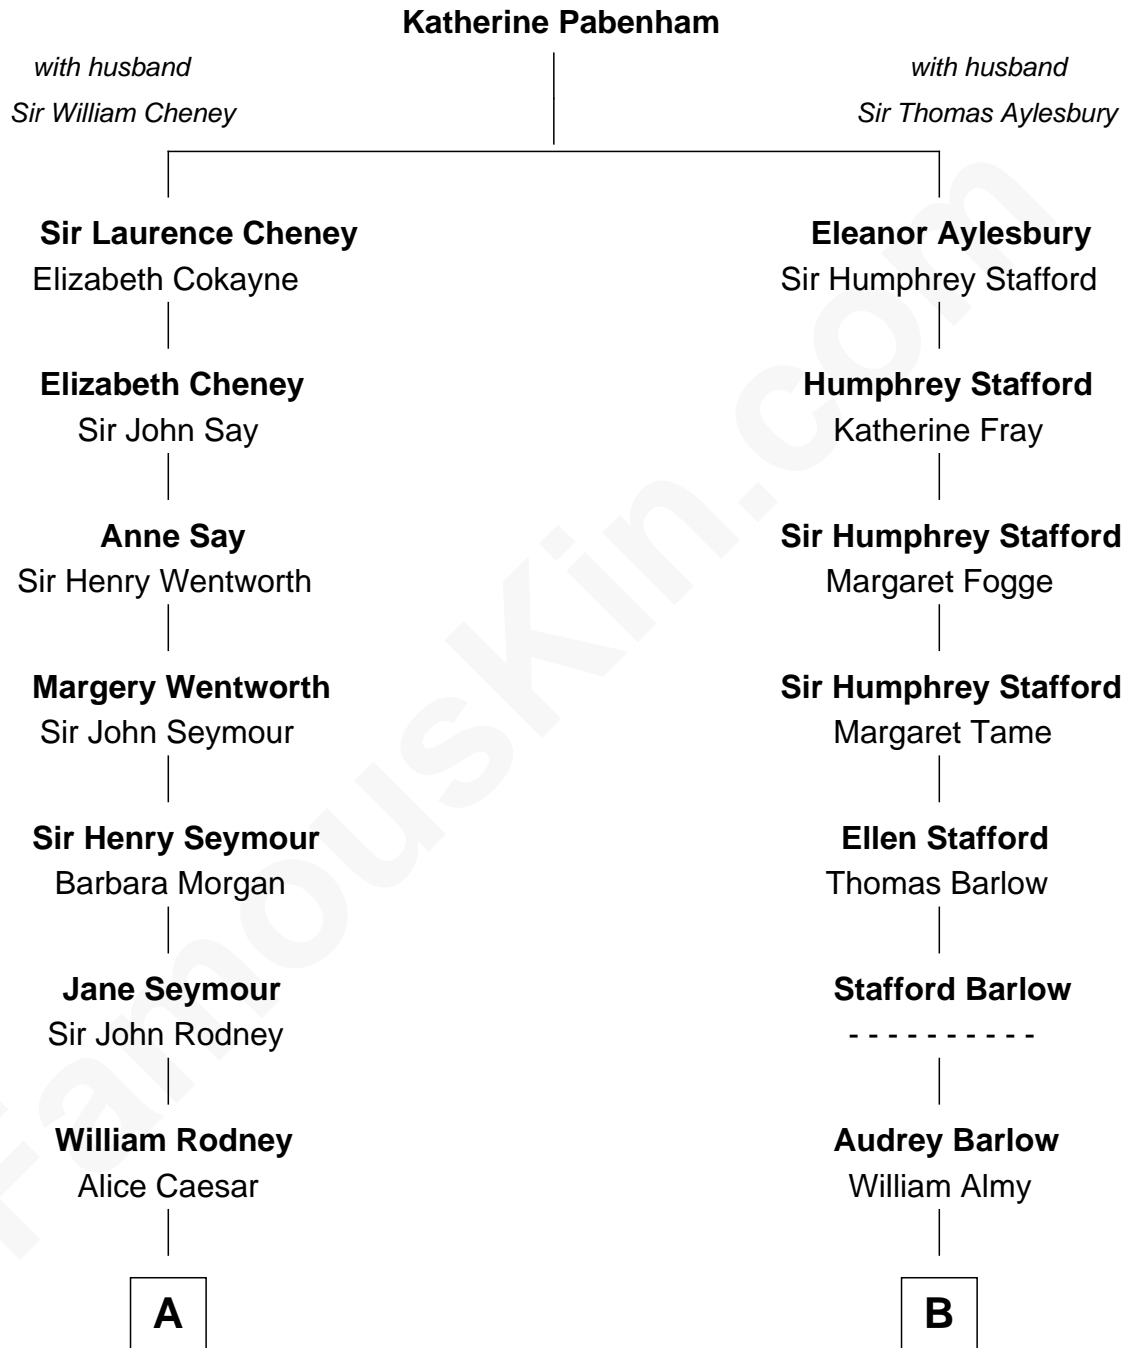 Katherine Pabenham
with husband
Sir William Cheney
with husband
Sir Thomas Aylesbury
Sir Laurence Cheney
Elizabeth Cokayne
Eleanor Aylesbury
Sir Humphrey Stafford
Elizabeth Cheney
Sir John Say
Humphrey Stafford
Katherine Fray
Anne Say
Sir Henry Wentworth
Sir Humphrey Stafford
Margaret Fogge
Margery Wentworth
Sir John Seymour
Sir Humphrey Stafford
Margaret Tame
Sir Henry Seymour
Barbara Morgan
Ellen Stafford
Thomas Barlow
Jane Seymour
Sir John Rodney
Stafford Barlow
- - - - - - - - - -
William Rodney
Alice Caesar
Audrey Barlow
William Almy
A
B
FamousKin.com